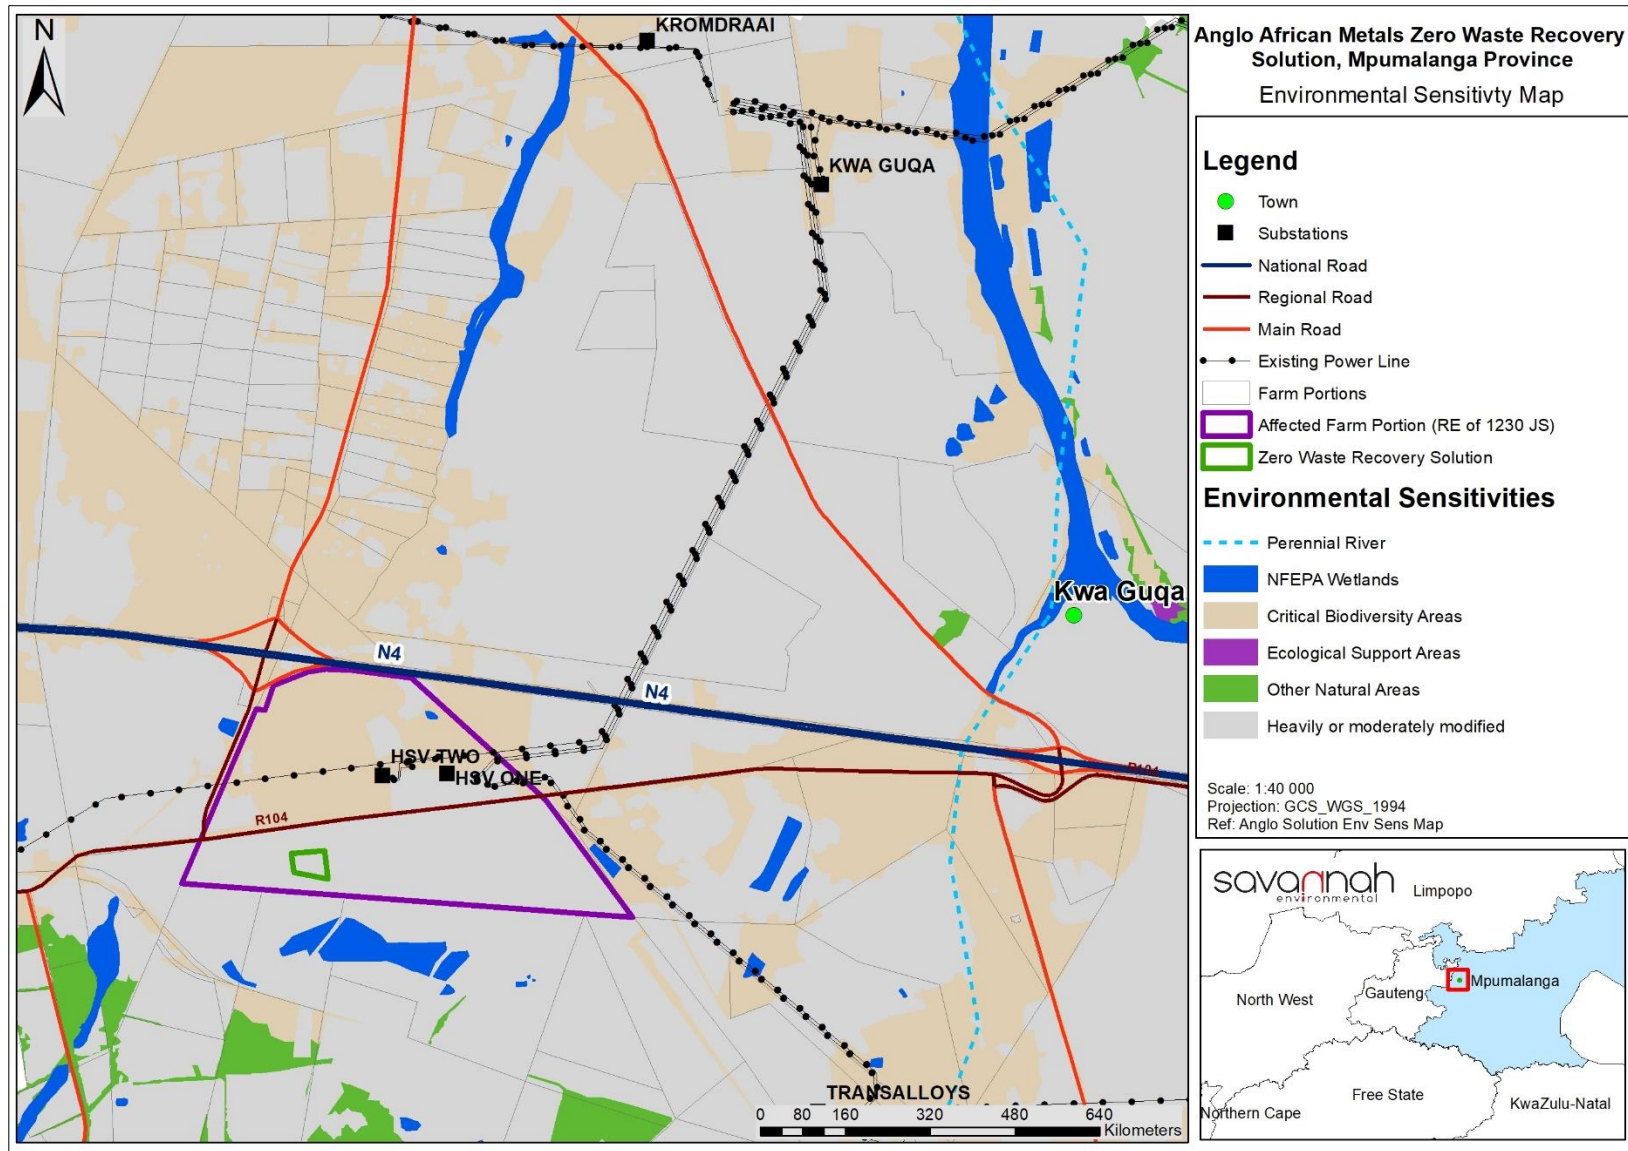 N
KROMDRAAI
KWA GUQA
Kwa Guqa
N4
N4
HSV TWO
HSV ONE
R104
R104
TRANSALLOYS
0 80 160 320 480 640
Kilometers
Anglo African Metals Zero Waste Recovery
Solution, Mpumalanga Province
Environmental Sensitivty Map
Legend
Town
Substations
National Road
Regional Road
Main Road
Existing Power Line
Farm Portions
Affected Farm Portion (RE of 1230 JS)
Zero Waste Recovery Solution
Environmental Sensitivities
Perennial River
NFEPA Wetlands
Critical Biodiversity Areas
Ecological Support Areas
Other Natural Areas
Heavily or moderately modified
Scale: 1:40 000
Projection: GCS_WGS_1994
Ref: Anglo Solution Env Sens Map
savannah
environmental
Limpopo
North West
Gauteng
Mpumalanga
Free State
Northern Cape
KwaZulu-Natal